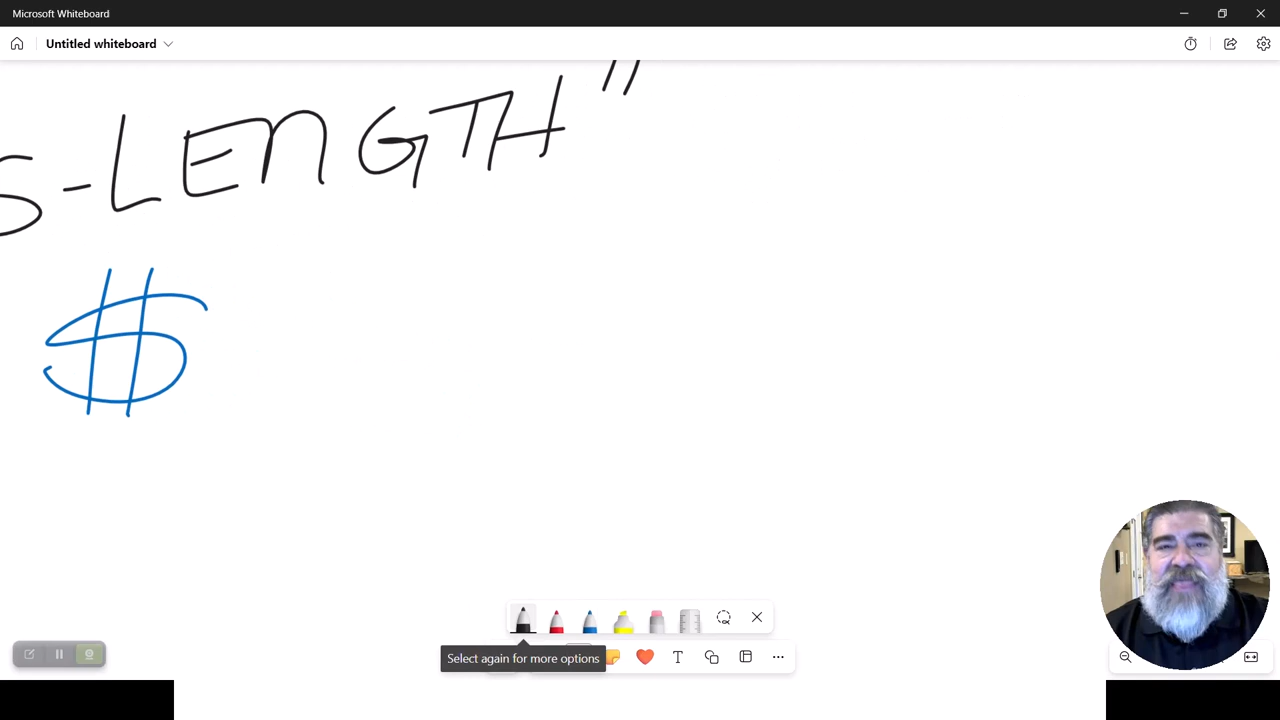 Microsoft Whiteboard
Untitled whiteboard
S-LENGTH"
$
Select again for more options
T